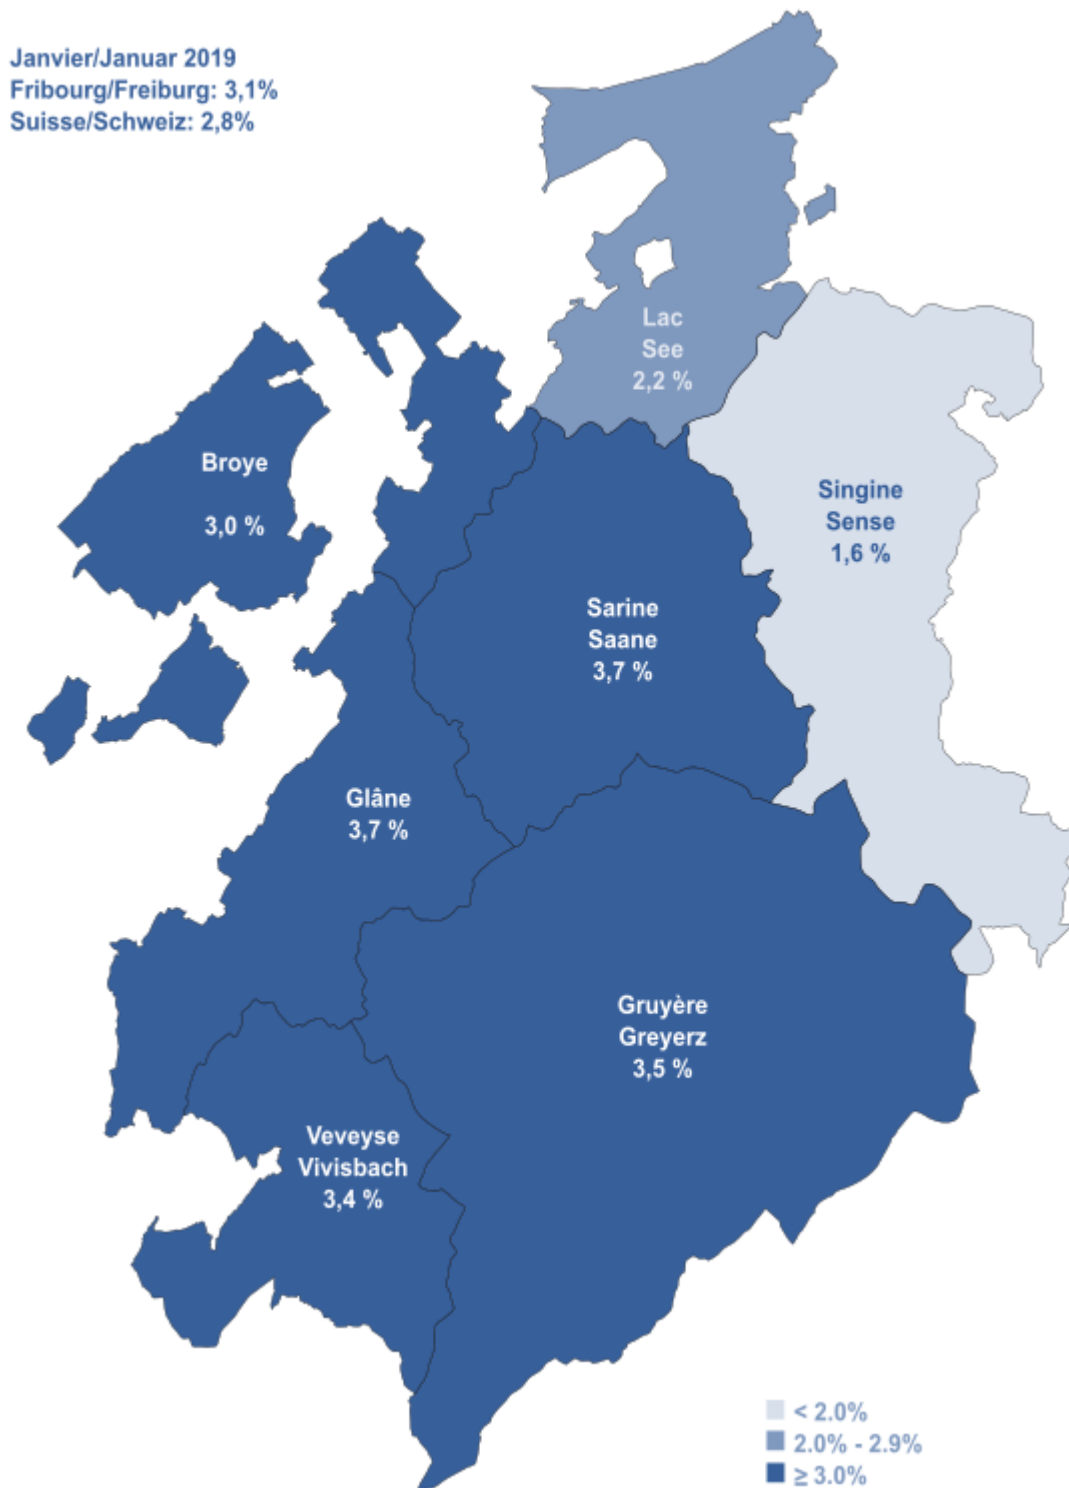 Janvier/Januar 2019
Fribourg/Freiburg: 3,1%
Suisse/Schweiz: 2,8%
Lac
See
2,2 %
Broye
3,0 %
Singine
Sense
1,6 %
Sarine
Saane
3,7 %
Glâne
3,7 %
Gruyère
Greyerz
3,5 %
Veveyse
Vivisbach
3,4 %
< 2.0%
2.0% - 2.9%
≥ 3.0%